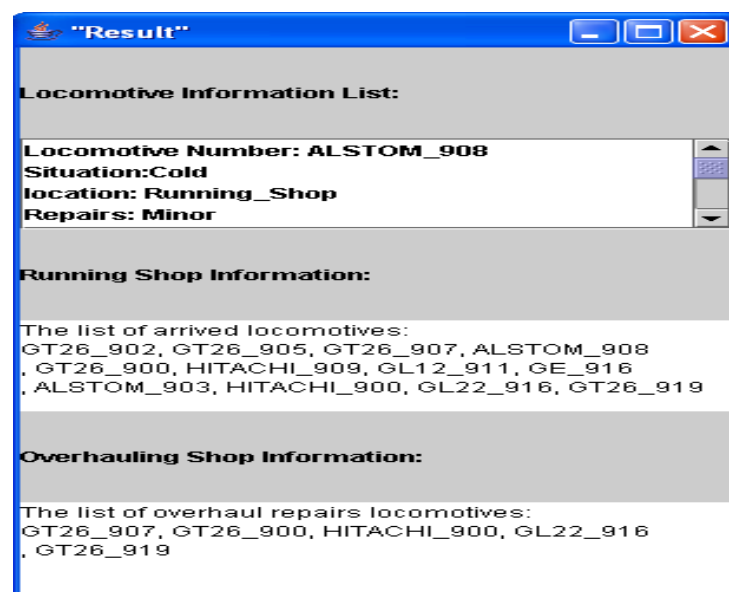 "Result"
Locomotive Information List:
Locomotive Number: ALSTOM_908
Situation:Cold
location: Running_Shop
Repairs: Minor
Running Shop Information:
The list of arrived locomotives:
GT26_902, GT26_905, GT26_907, ALSTOM_908
, GT26_900, HITACHI_909, GL12_911, GE_916
, ALSTOM_903, HITACHI_900, GL22_916, GT26_919
Overhauling Shop Information:
The list of overhaul repairs locomotives:
GT26_907, GT26_900, HITACHI_900, GL22_916
, GT26_919